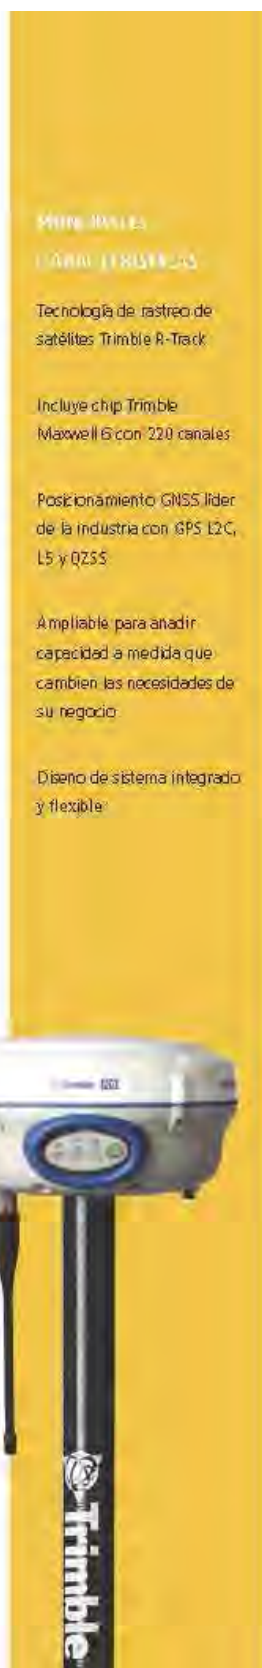 PRINCIPALES
CARACTERÍSTICAS
Tecnología de rastreo de
satélites Trimble R-Track
Incluye chip Trimble
Maxwell 6 con 220 canales
Posicionamiento GNSS líder
de la industria con GPS L2C,
L5 y QZSS
Ampliable para añadir
capacidad a medida que
cambien las necesidades de
su negocio
Diseño de sistema integrado
y flexible
Trimble
Trimble